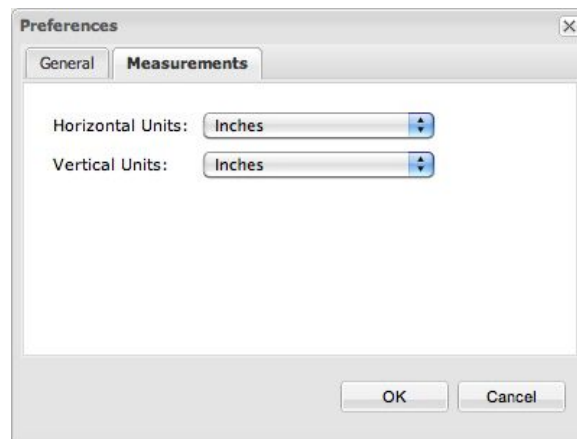 Preferences
General Measurements
Horizontal Units: Inches
Vertical Units: Inches
OK Cancel